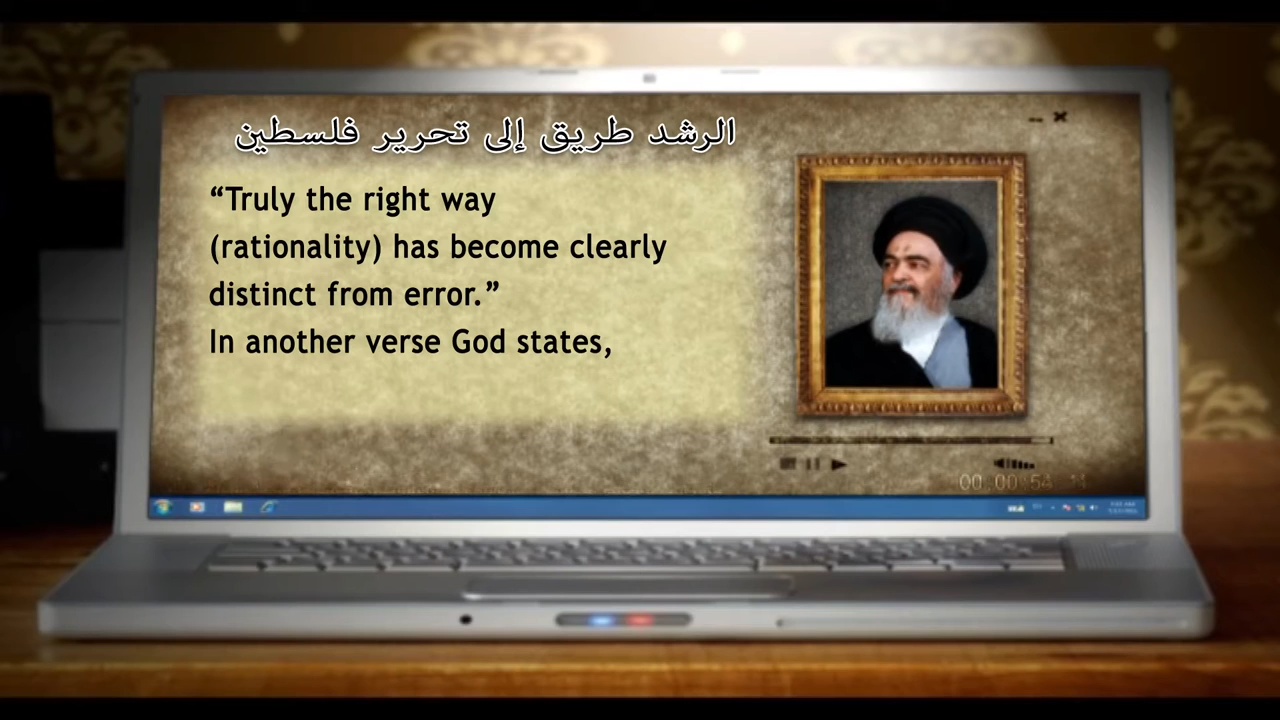 الرشد طريق إلى تحرير فلسطين
“Truly the right way
(rationality) has become clearly
distinct from error.”
In another verse God states,